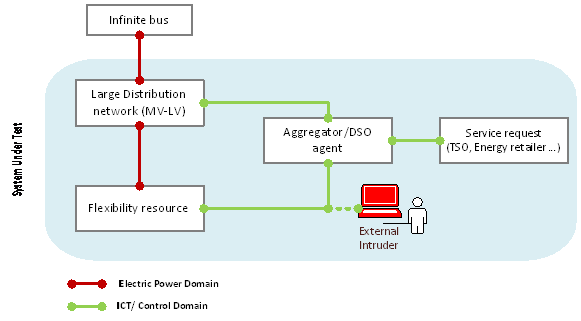 Infinite bus
System Under Test
Large Distribution
network (MV-LV)
Aggregator/DSO
agent
Service request
(TSO, Energy retailer...)
Flexibility resource
External
Intruder
Electric Power Domain
ICT/ Control Domain